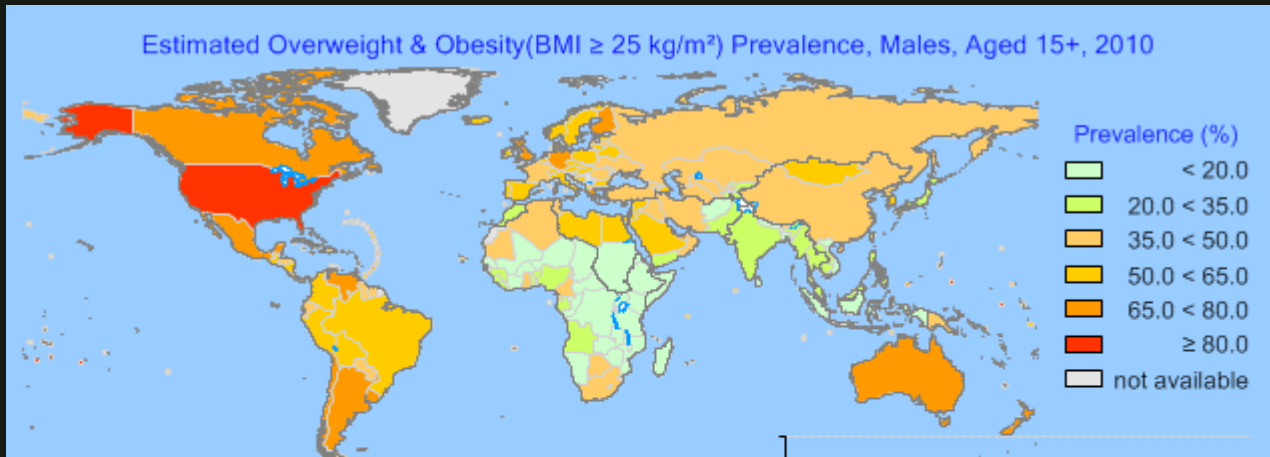 Estimated Overweight & Obesity(BMI ≥ 25 kg/m²) Prevalence, Males, Aged 15+, 2010
Prevalence (%)
< 20.0
20.0 < 35.0
35.0 < 50.0
50.0 < 65.0
65.0 < 80.0
≥ 80.0
not available